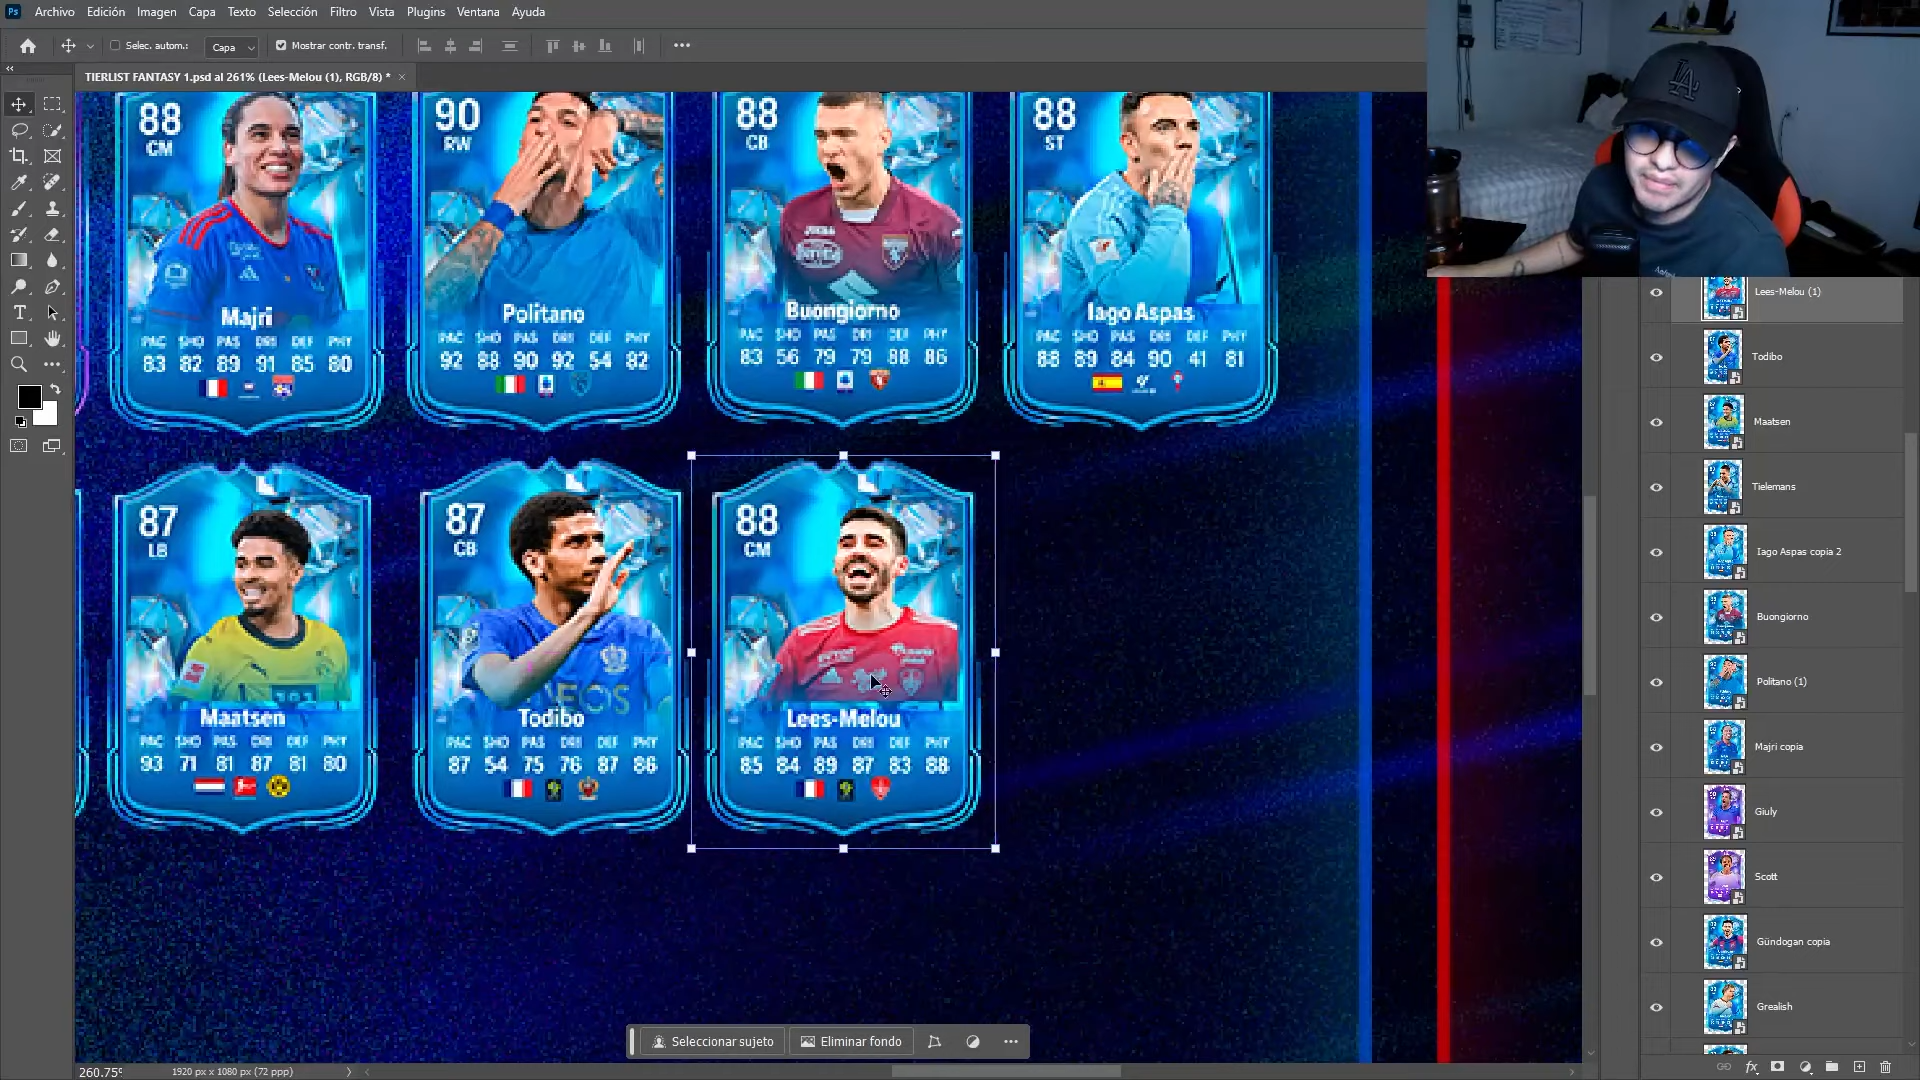 Ps Archivo Edición Imagen Capa Texto Selección Filtro Vista Plugins Ventana Ayuda
Selec. autom.: Capa Mostrar contr. transf.
TIERLIST FANTASY 1.psd al 261% (Lees-Melou (1), RGB/8) *
88
CM
Majri
PAC SHO PAS DRI DEF PHY
83 82 89 91 85 80
90
RW
Politano
PAC SHO PAS DRI DEF PHY
92 88 90 92 54 82
88
CB
Buongiorno
PAC SHO PAS DRI DEF PHY
83 56 79 79 88 86
88
ST
Iago Aspas
PAC SHO PAS DRI DEF PHY
88 89 84 90 41 81
87
LB
Maatsen
PAC SHO PAS DRI DEF PHY
93 71 81 87 81 80
87
CB
INEOS
Todibo
PAC SHO PAS DRI DEF PHY
87 54 75 76 87 86
88
CM
Lees-Melou
PAC SHO PAS DRI DEF PHY
85 84 89 87 83 88
LA
Lees-Melou (1)
Todibo
Maatsen
Tielemans
Iago Aspas copia 2
Buongiorno
Politano (1)
Majri copia
Giuly
Scott
Gündogan copia
Grealish
Seleccionar sujeto
Eliminar fondo
fx
260.75%
1920 px x 1080 px (72 ppp)